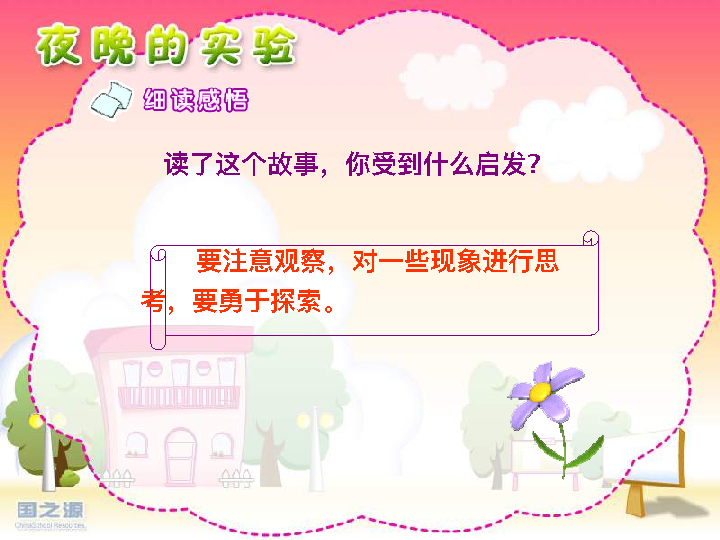 夜晚的实验
细读感悟
读了这个故事，你受到什么启发？
要注意观察，对一些现象进行思
考，要勇于探索。
国之源